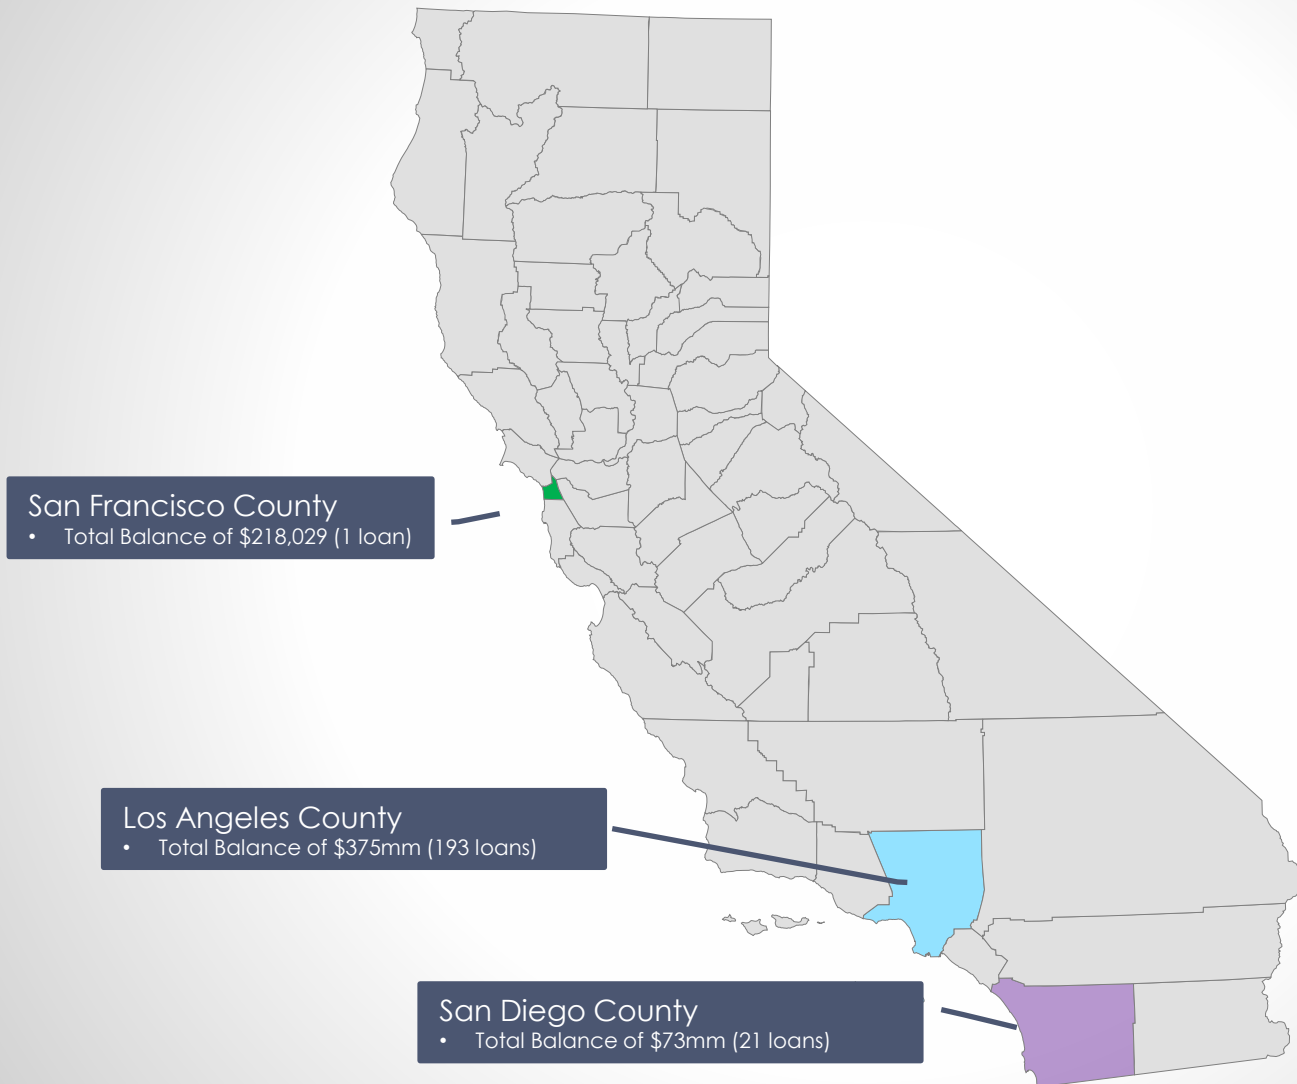 San Francisco County
• Total Balance of $218,029 (1 loan)
Los Angeles County
• Total Balance of $375mm (193 loans)
San Diego County
• Total Balance of $73mm (21 loans)